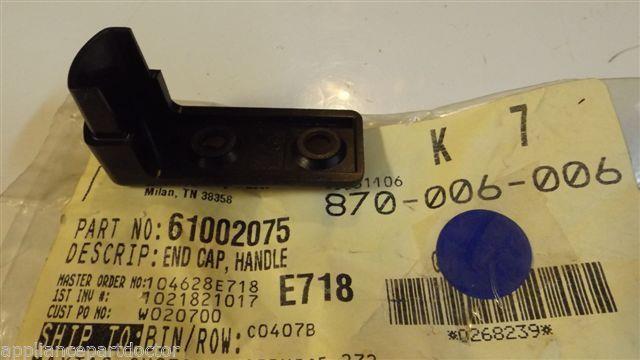 K 7
Milan, TN 38358
870-006-006
PART NO: 61002075
DESCRIP: END CAP, HANDLE
MASTER ORDER NO: 104628E718
E718
1ST INV #: 1021821017
CUST PO NO: W020700
*0268239*
SHIP TO: BIN/ROW: C0407B
appliancepartsdoctor